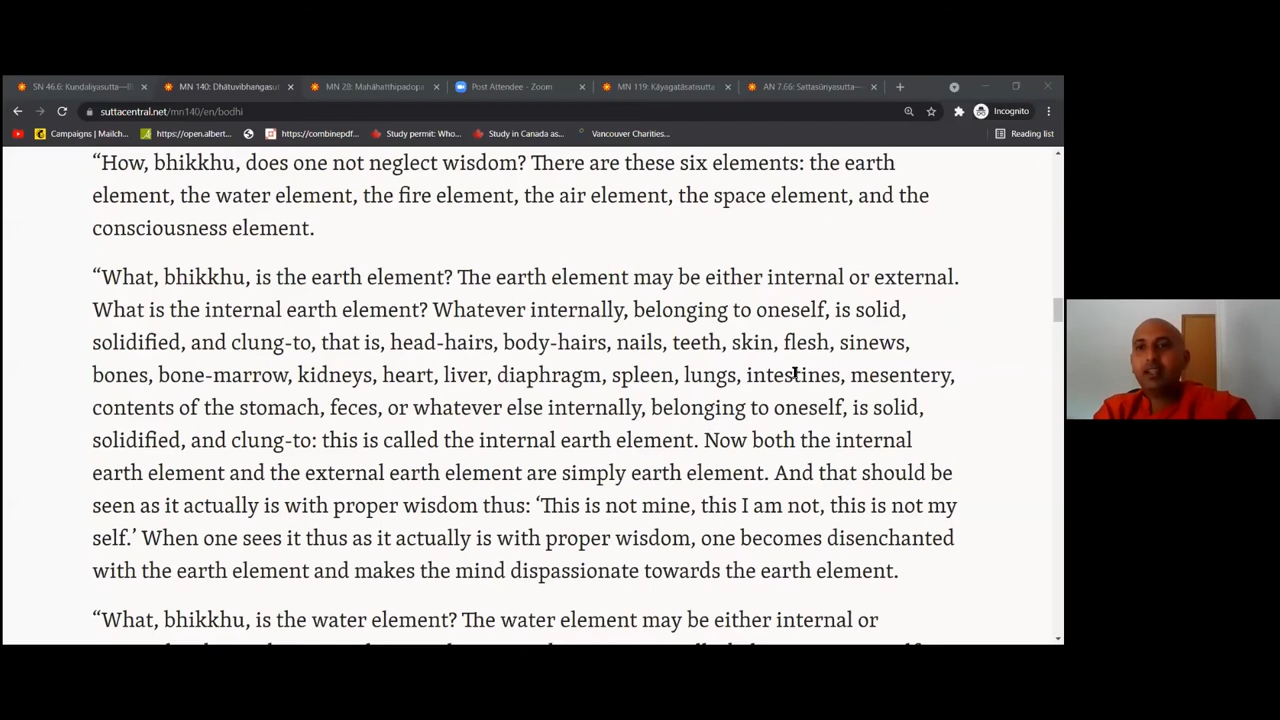 SN 46.6: Kuṇḍaliyasutta—B
MN 140: Dhātuvibhaṅgasut
MN 28: Mahāhatthipadopa
Post Attendee - Zoom
MN 119: Kāyagatāsatisutta
AN 7.66: Sattasūriyasutta—
suttacentral.net/mn140/en/bodhi
Incognito
Campaigns | Mailch...
https://open.albert...
https://combinepdf...
Study permit: Who...
Study in Canada as...
Vancouver Charities...
Reading list
“How, bhikkhu, does one not neglect wisdom? There are these six elements: the earth
element, the water element, the fire element, the air element, the space element, and the
consciousness element.
“What, bhikkhu, is the earth element? The earth element may be either internal or external.
What is the internal earth element? Whatever internally, belonging to oneself, is solid,
solidified, and clung-to, that is, head-hairs, body-hairs, nails, teeth, skin, flesh, sinews,
bones, bone-marrow, kidneys, heart, liver, diaphragm, spleen, lungs, intestines, mesentery,
contents of the stomach, feces, or whatever else internally, belonging to oneself, is solid,
solidified, and clung-to: this is called the internal earth element. Now both the internal
earth element and the external earth element are simply earth element. And that should be
seen as it actually is with proper wisdom thus: ‘This is not mine, this I am not, this is not my
self.’ When one sees it thus as it actually is with proper wisdom, one becomes disenchanted
with the earth element and makes the mind dispassionate towards the earth element.
“What, bhikkhu, is the water element? The water element may be either internal or